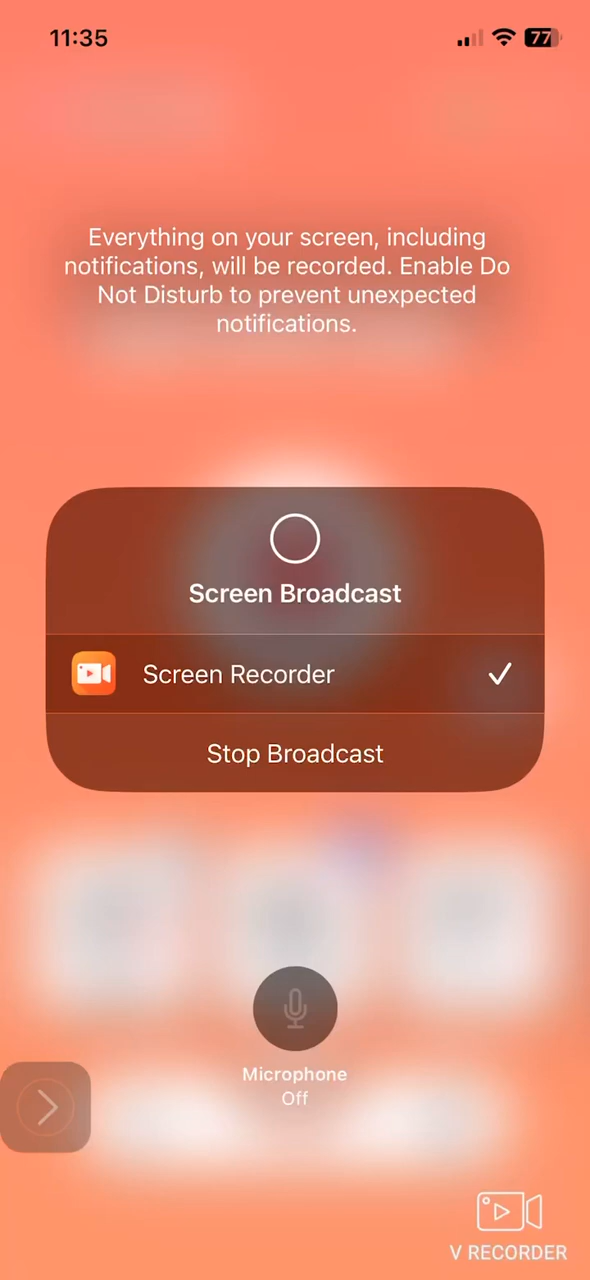 11:35
77
Everything on your screen, including
notifications, will be recorded. Enable Do
Not Disturb to prevent unexpected
notifications.
Screen Broadcast
Screen Recorder
Stop Broadcast
Microphone
Off
V RECORDER